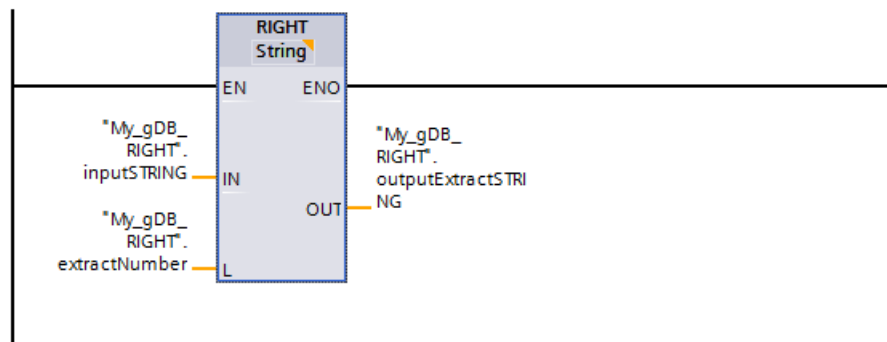 RIGHT
String
EN ENO
"My_gDB_
RIGHT".
inputSTRING
IN
"My_gDB_
RIGHT".
outputExtractSTRI
NG
OUT
"My_gDB_
RIGHT".
extractNumber
L